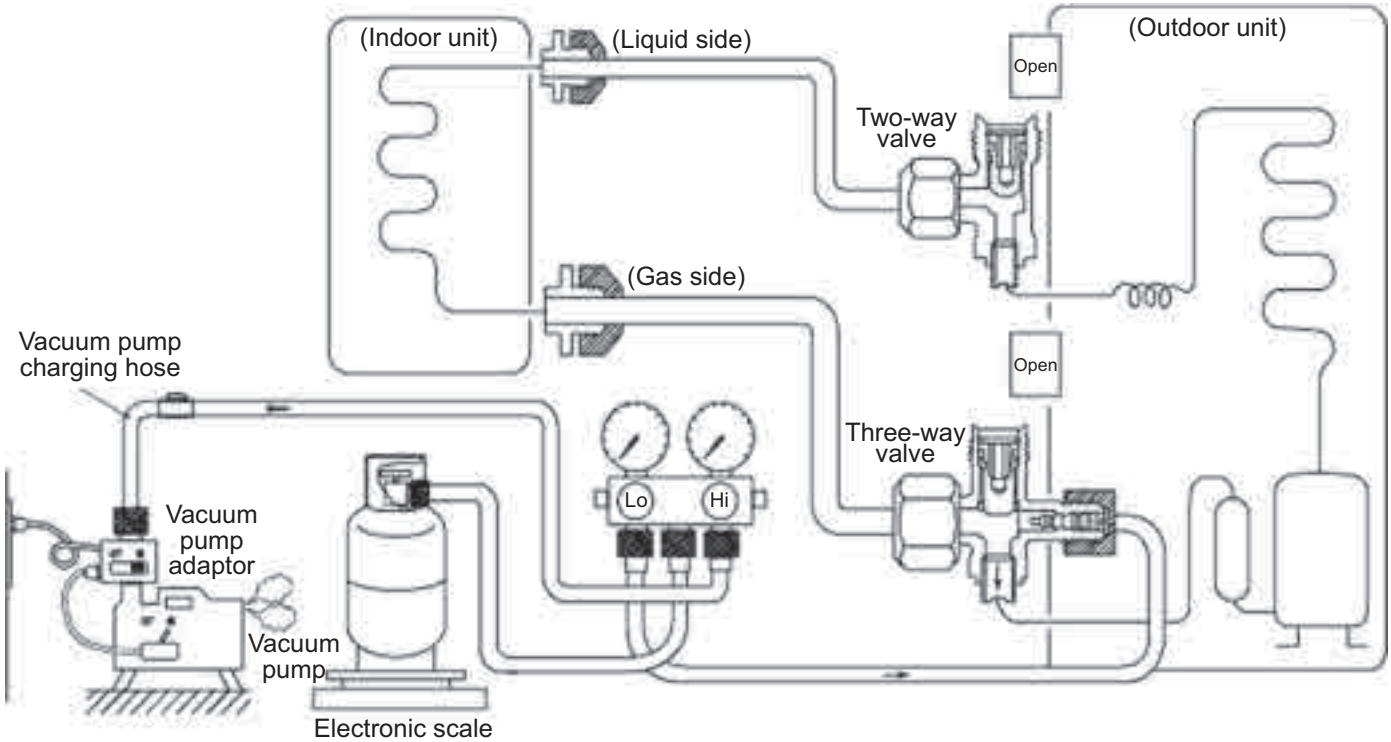 (Indoor unit)
(Liquid side)
(Outdoor unit)
Open
Two-way
valve
(Gas side)
Open
Vacuum pump
charging hose
Three-way
valve
Lo
Hi
Vacuum
pump
adaptor
Vacuum
pump
Electronic scale